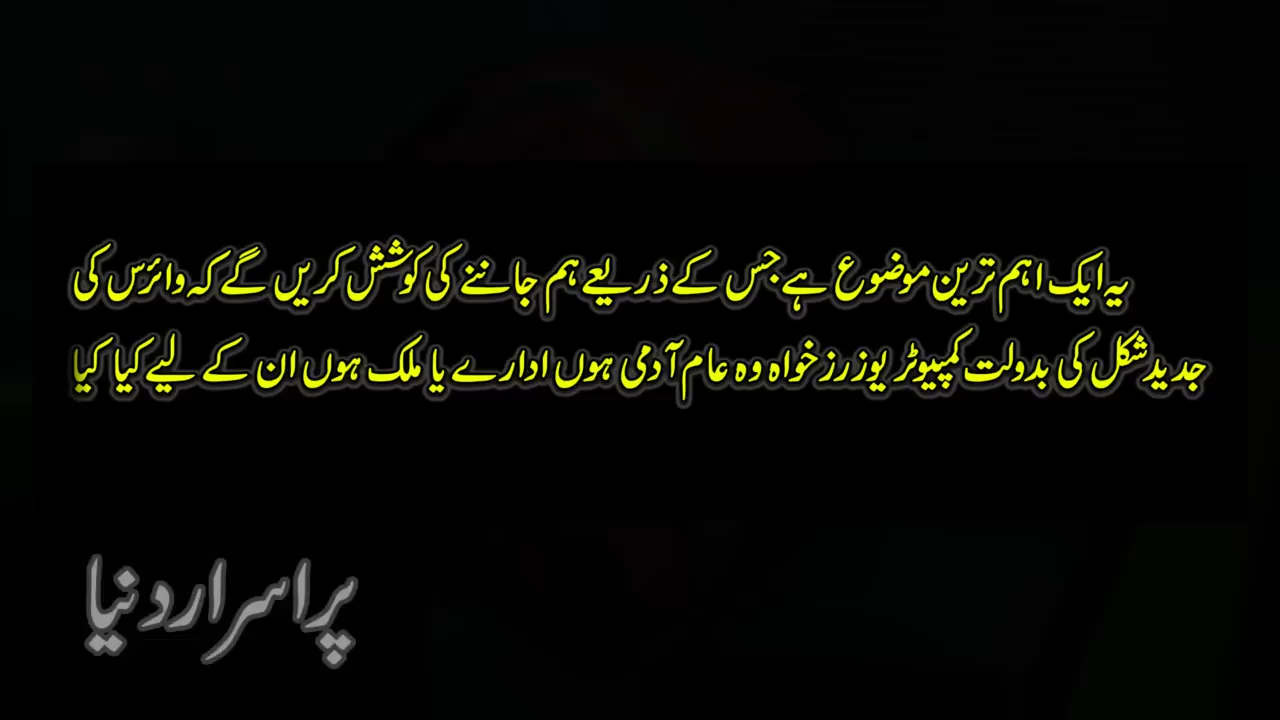 یہ ایک اہم ترین موضوع ہے جس کے ذریعے ہم جاننے کی کوشش کریں گے کہ وائرس کی
جدید شکل کی بدولت کمپیوٹر یوزرز خواہ وہ عام آدمی ہوں ادارے یا ملک ہوں ان کے لیے کیا کیا
پراسرار دنیا